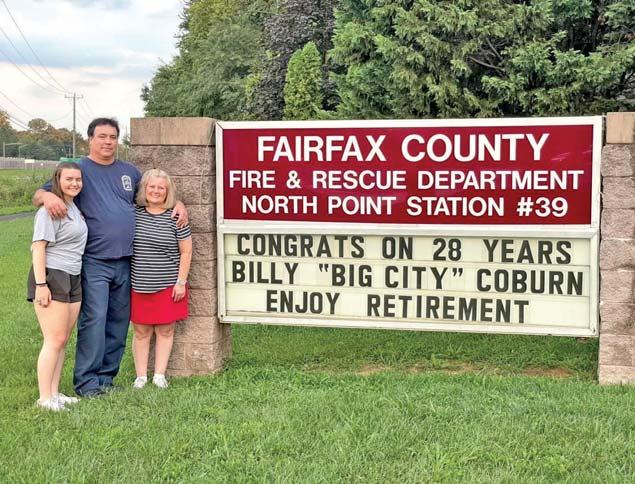 FAIRFAX COUNTY
FIRE & RESCUE DEPARTMENT
NORTH POINT STATION #39
CONGRATS ON 28 YEARS
BILLY "BIG CITY" COBURN
ENJOY RETIREMENT